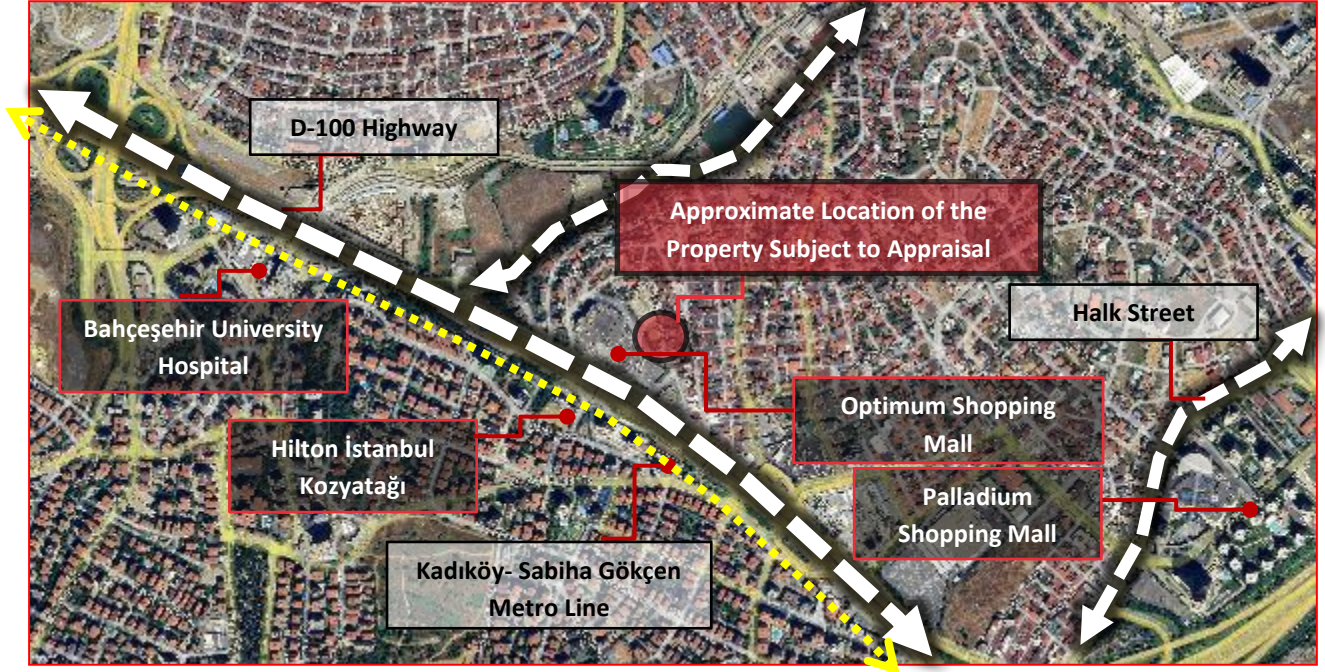 D-100 Highway
Approximate Location of the
Property Subject to Appraisal
Halk Street
Bahçeşehir University
Hospital
Optimum Shopping
Mall
Hilton İstanbul
Kozyatağı
Palladium
Shopping Mall
Kadıköy- Sabiha Gökçen
Metro Line